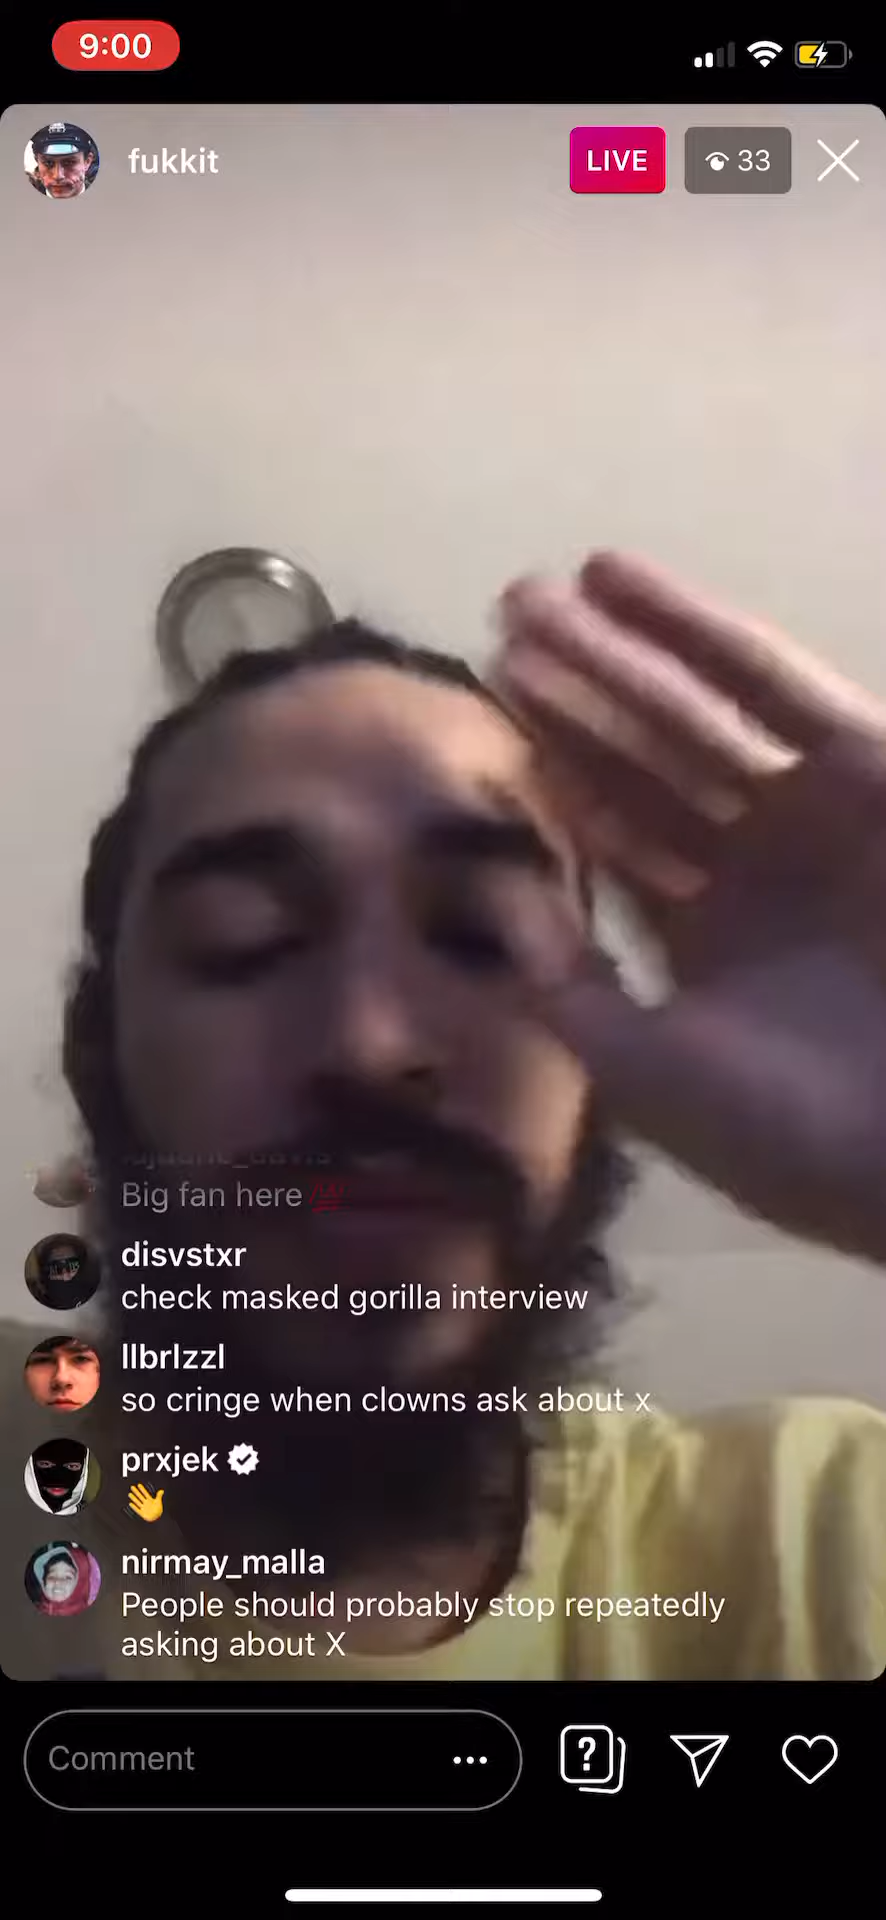 9:00
fukkit
LIVE
33
Big fan here 💯
disvstxr
check masked gorilla interview
llbrlzzl
so cringe when clowns ask about x
prxjek
👋
nirmay_malla
People should probably stop repeatedly
asking about X
Comment